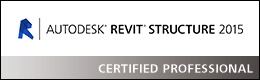 AUTODESK® REVIT® STRUCTURE 2015
CERTIFIED PROFESSIONAL